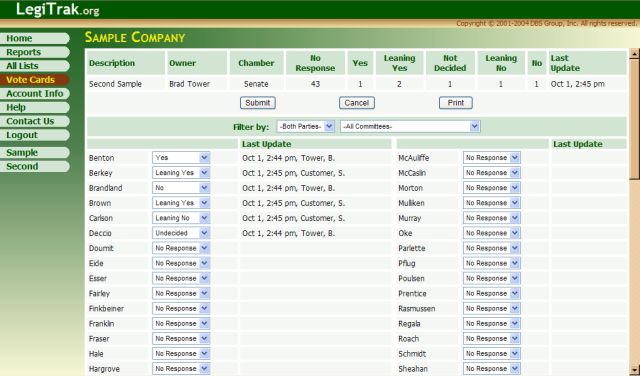 LegiTrak.org
Copyright © 2001-2004 DBS Group, Inc. All rights reserved.
Home
Reports
All Lists
Vote Cards
Account Info
Help
Contact Us
Logout
Sample
Second
SAMPLE COMPANY
Description Owner Chamber No Response Yes Leaning Yes Not Decided Leaning No No Last Update
Second Sample Brad Tower Senate 43 1 2 1 1 1 Oct 1, 2:45 pm
Submit Cancel Print
Filter by: -Both Parties- -All Committees-
Last Update Last Update
Benton Yes Oct 1, 2:44 pm, Tower, B. McAuliffe No Response
Berkey Leaning Yes Oct 1, 2:45 pm, Customer, S. McCaslin No Response
Brandland No Oct 1, 2:44 pm, Tower, B. Morton No Response
Brown Leaning Yes Oct 1, 2:45 pm, Customer, S. Mulliken No Response
Carlson Leaning No Oct 1, 2:45 pm, Customer, S. Murray No Response
Deccio Undecided Oct 1, 2:44 pm, Tower, B. Oke No Response
Doumit No Response Parlette No Response
Eide No Response Pflug No Response
Esser No Response Poulsen No Response
Fairley No Response Prentice No Response
Finkbeiner No Response Rasmussen No Response
Franklin No Response Regala No Response
Fraser No Response Roach No Response
Hale No Response Schmidt No Response
Hargrove No Response Sheahan No Response